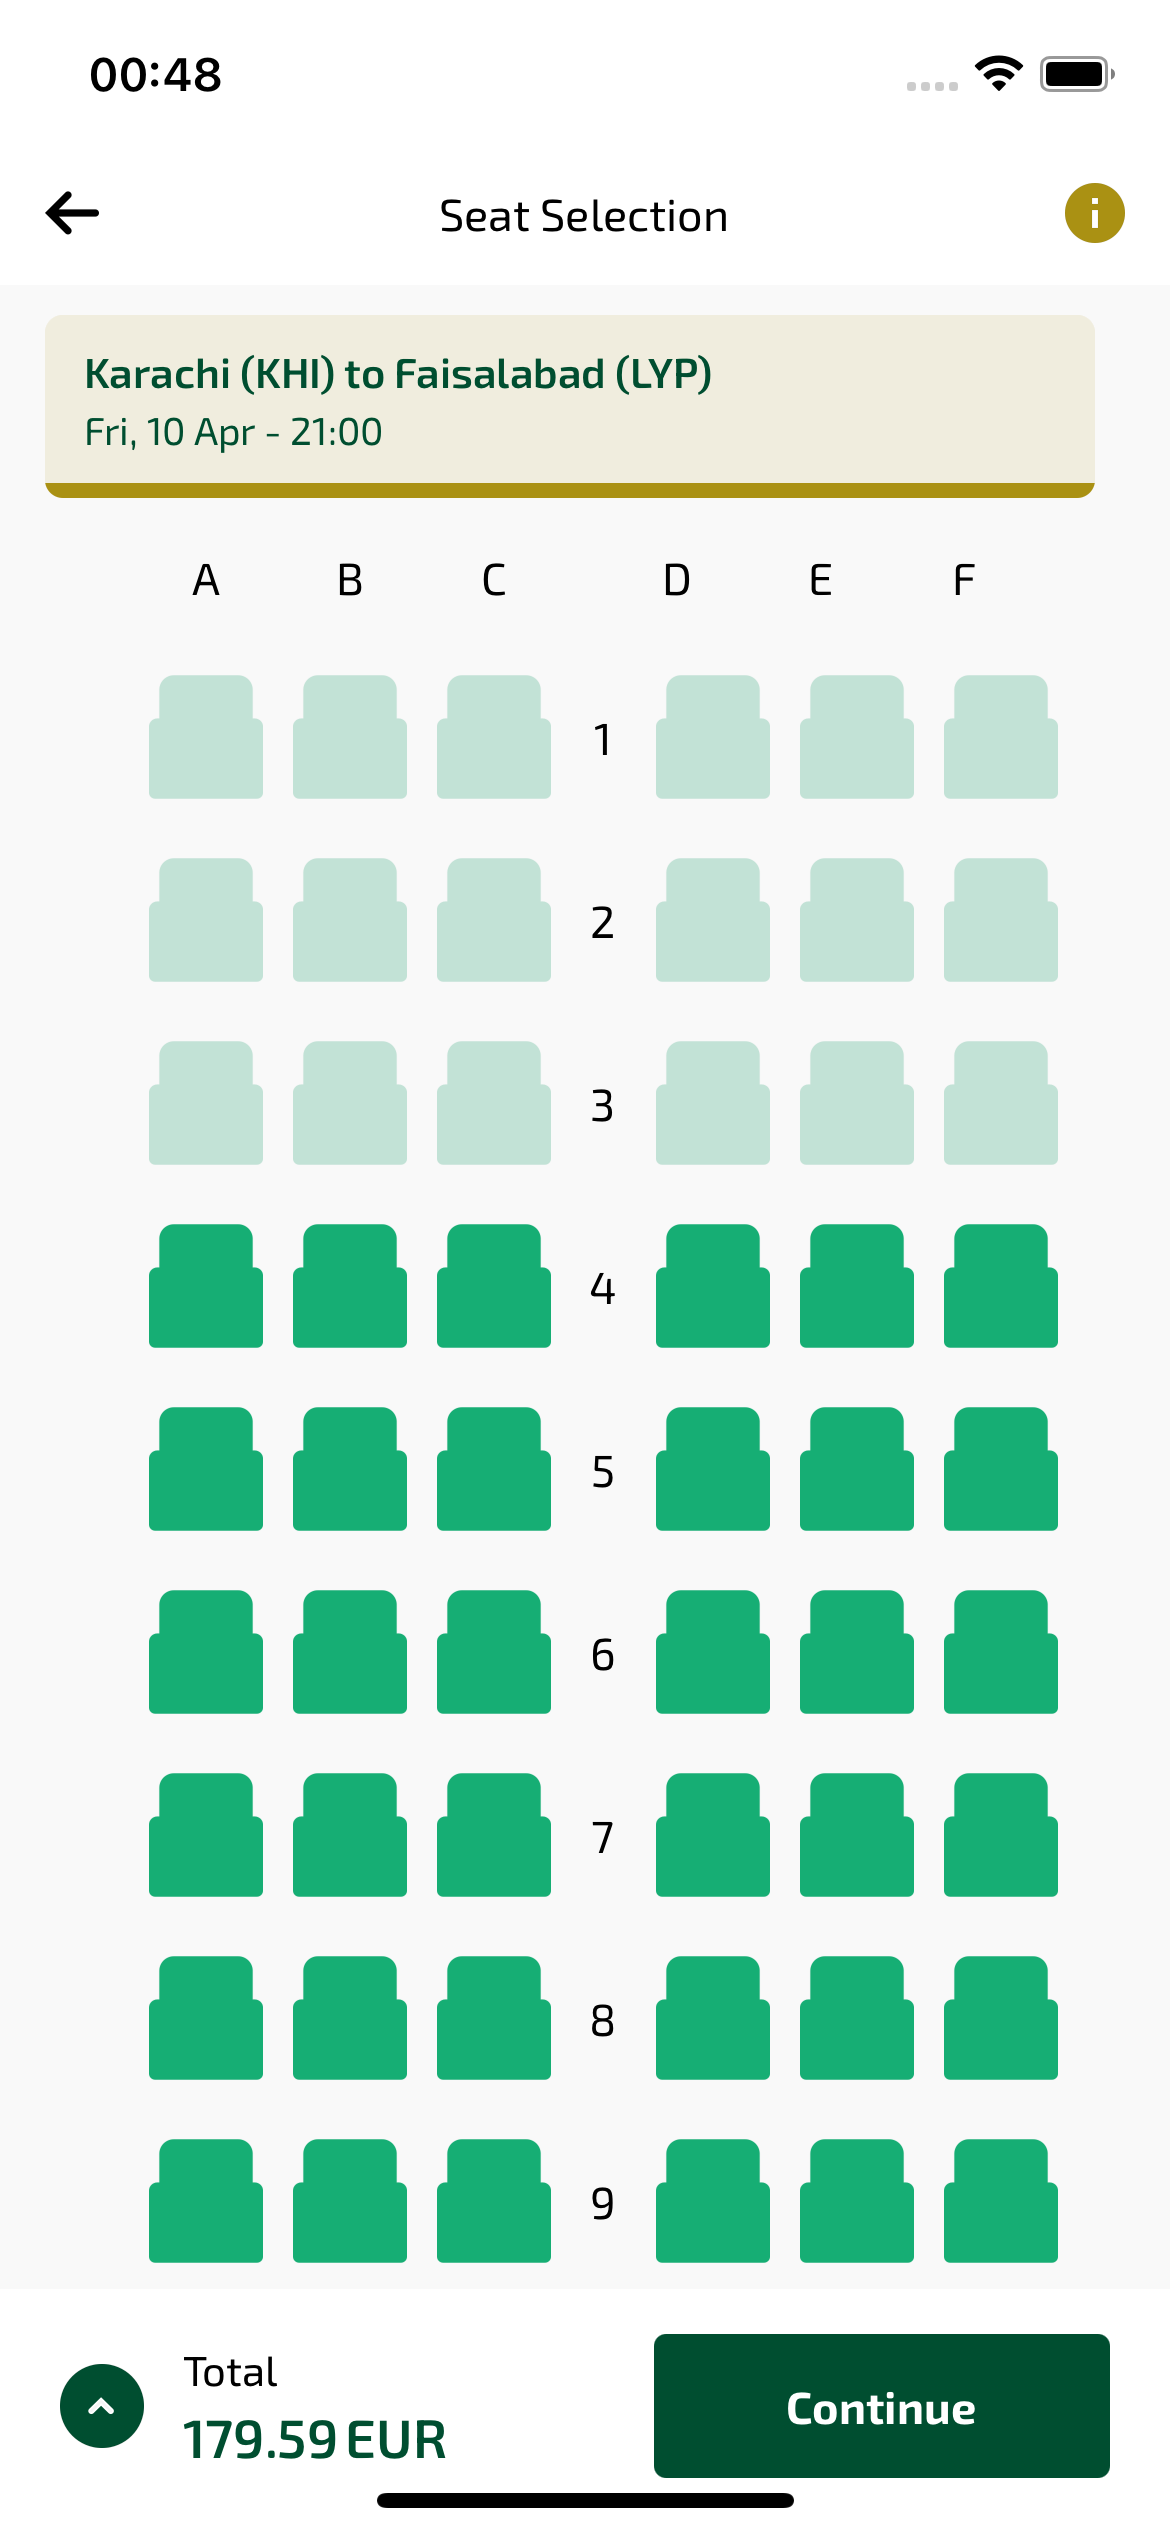 00:48
Seat Selection
Karachi (KHI) to Faisalabad (LYP)
Fri, 10 Apr - 21:00
A B C D E F
1
2
3
4
5
6
7
8
9
Total
179.59 EUR
Continue